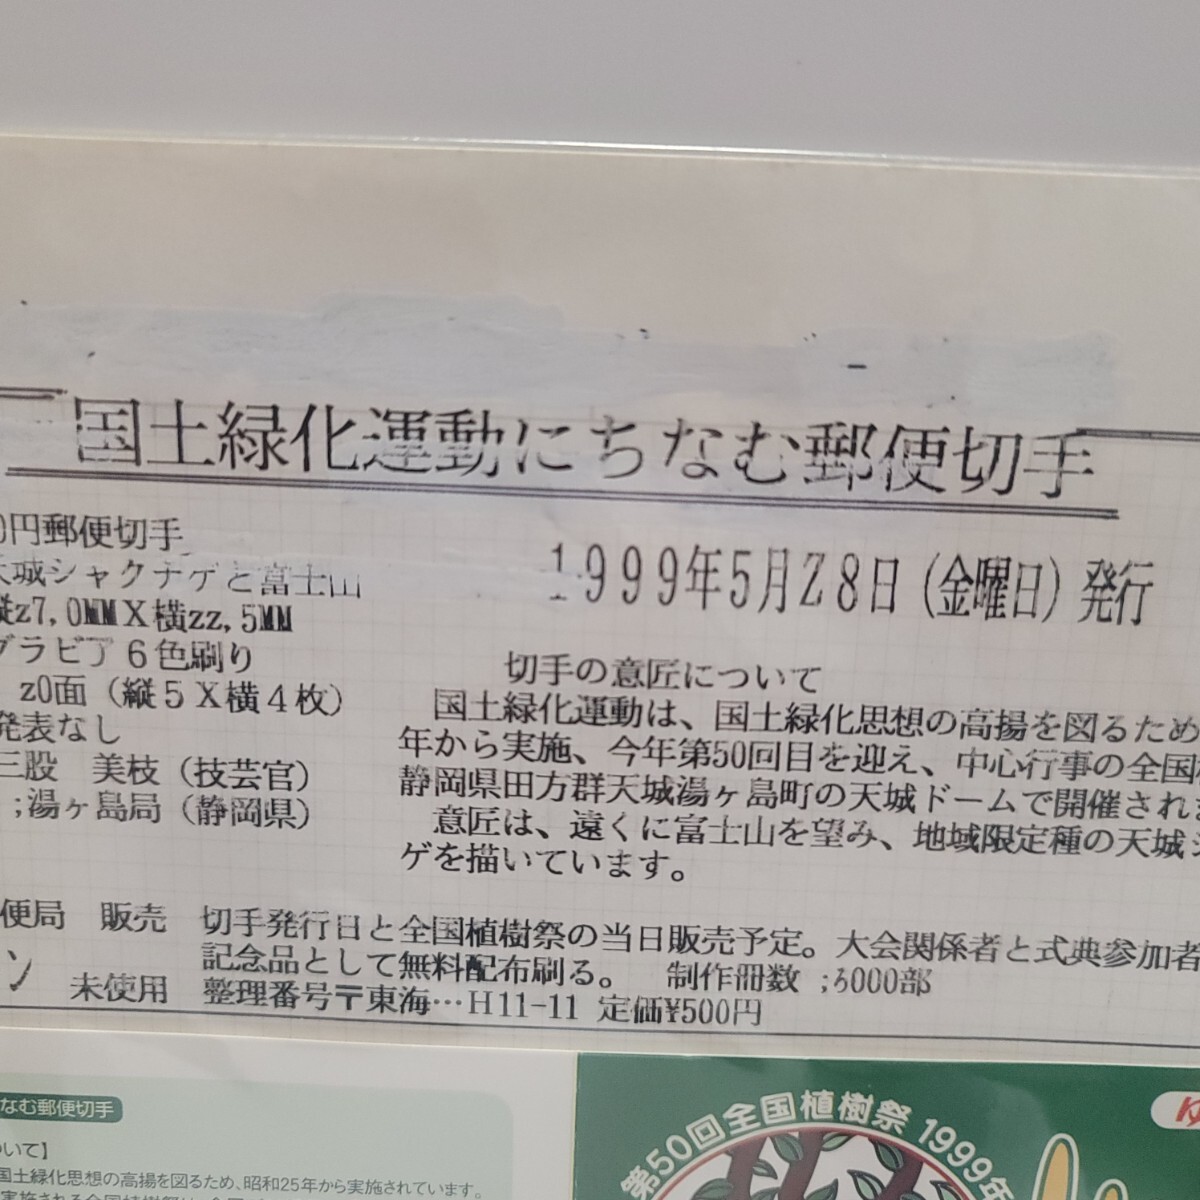 国土緑化運動にちなむ郵便切手
円郵便切手
1999年5月Z8日（金曜日）発行
天城シャクナゲと富士山
縦z7,0MMX横zz,5MM
グラビア6色刷り
z0面（縦5X横4枚）
発表なし
三股 美枝（技芸官）
;湯ヶ島局（静岡県）
切手の意匠について
国土緑化運動は、国土緑化思想の高揚を図るため
年から実施、今年第50回目を迎え、中心行事の全国
静岡県田方群天城湯ヶ島町の天城ドームで開催され
意匠は、遠くに富士山を望み、地域限定種の天城
ゲを描いています。
便局 販売 切手発行日と全国植樹祭の当日販売予定。大会関係者と式典参加者
記念品として無料配布刷る。 制作冊数 ;6000部
ン 未使用 整理番号〒東海…H11-11 定価¥500円
なむ郵便切手
ついて】
国土緑化思想の高揚を図るため、昭和25年から実施されています。
第50回全国植樹祭 1999年
ゆ